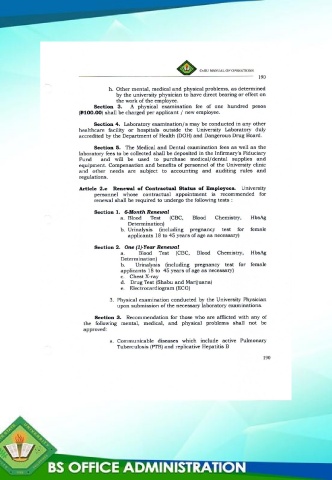 DSSU MANUAL OF OPERATIONS
190
h. Other mental, medical and physical problems, as determined
by the university physician to have direct bearing or effect on
the work of the employee.
Section 3. A physical examination fee of one hundred pesos
(₱100.00) shall be charged per applicant / new employee.
Section 4. Laboratory examination/s may be conducted in any other
healthcare facility or hospitals outside the University Laboratory duly
accredited by the Department of Health (DOH) and Dangerous Drug Board.
Section 5. The Medical and Dental examination fees as well as the
laboratory fees to be collected shall be deposited in the Infirmary's Fiduciary
Fund and will be used to purchase medical/dental supplies and
equipment. Compensation and benefits of personnel of the University clinic
and other needs are subject to accounting and auditing rules and
regulations.
Article 2.e Renewal of Contractual Status of Employees. University
personnel whose contractual appointment is recommended for
renewal shall be required to undergo the following tests :
Section 1. 6-Month Renewal
a. Blood Test (CBC, Blood Chemistry, HbsAg
Determination)
b. Urinalysis (including pregnancy test for female
applicants 18 to 45 years of age as necessary)
Section 2. One (1)-Year Renewal
a. Blood Test (CBC, Blood Chemistry, HbsAg
Determination)
b. Urinalysis (including pregnancy test for female
applicants 18 to 45 years of age as necessary)
c. Chest X-ray
d. Drug Test (Shabu and Marijuana)
e. Electrocardiogram (ECG)
3. Physical examination conducted by the University Physician
upon submission of the necessary laboratory examinations.
Section 3. Recommendation for those who are afflicted with any of
the following mental, medical, and physical problems shall not be
approved:
a. Communicable diseases which include active Pulmonary
Tuberculosis (PTB) and replicative Hepatitis B
190
BS OFFICE ADMINISTRATION